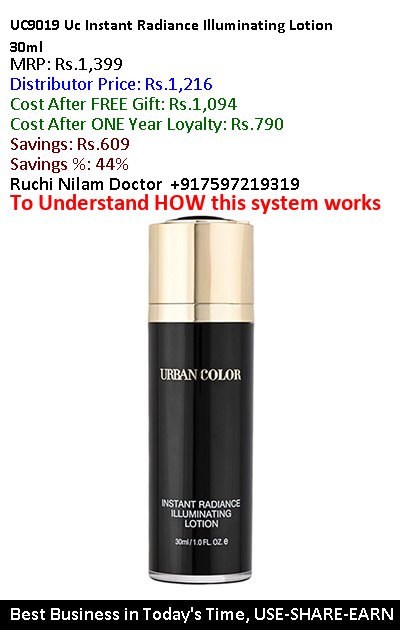 UC9019 Uc Instant Radiance Illuminating Lotion
30ml
MRP: Rs.1,399
Distributor Price: Rs.1,216
Cost After FREE Gift: Rs.1,094
Cost After ONE Year Loyalty: Rs.790
Savings: Rs.609
Savings %: 44%
Ruchi Nilam Doctor +917597219319
To Understand HOW this system works
URBAN COLOR
INSTANT RADIANCE
ILLUMINATING
LOTION
30ml/1.0 FL. OZ. e
Best Business in Today's Time, USE-SHARE-EARN